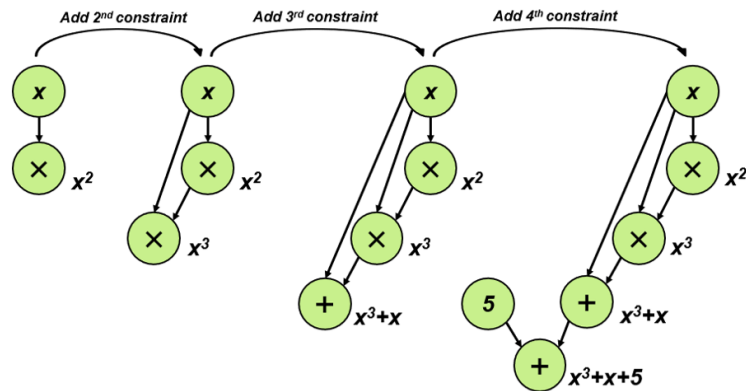 Add 2nd constraint
Add 3rd constraint
Add 4th constraint
x
x
x
x
×
x²
×
x²
×
x²
×
x²
×
x³
×
x³
×
x³
+
x³+x
5
+
x³+x
+
x³+x+5